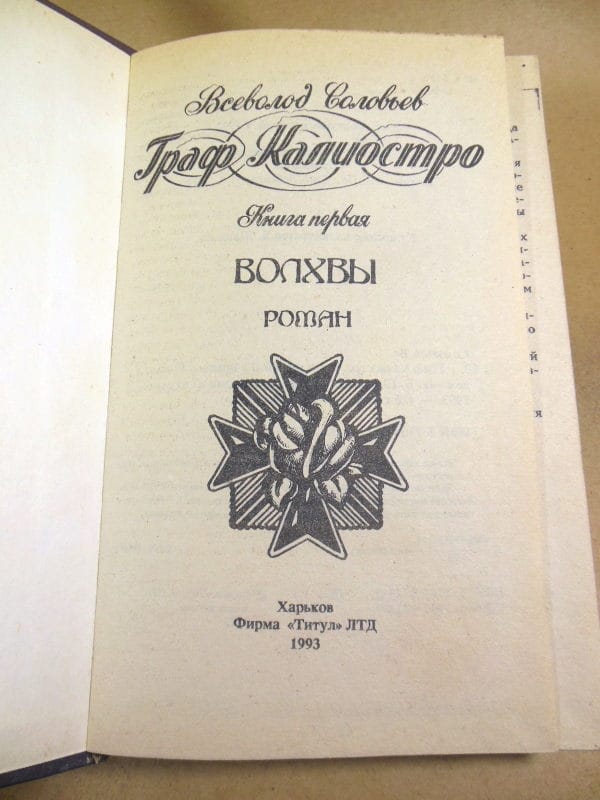 Всеволод Соловьев
Граф Калиостро
Книга первая
ВОЛХВЫ
РОМАН
Харьков
Фирма «Титул» ЛТД
1993